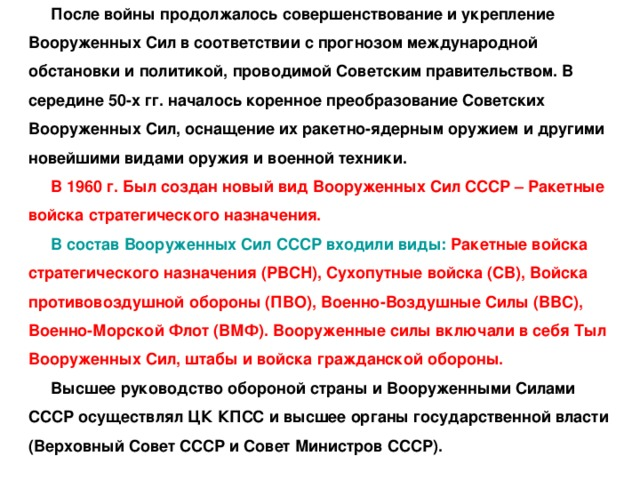 После войны продолжалось совершенствование и укрепление
Вооруженных Сил в соответствии с прогнозом международной
обстановки и политикой, проводимой Советским правительством. В
середине 50-х гг. началось коренное преобразование Советских
Вооруженных Сил, оснащение их ракетно-ядерным оружием и другими
новейшими видами оружия и военной техники.
В 1960 г. Был создан новый вид Вооруженных Сил СССР – Ракетные
войска стратегического назначения.
В состав Вооруженных Сил СССР входили виды: Ракетные войска
стратегического назначения (РВСН), Сухопутные войска (СВ), Войска
противовоздушной обороны (ПВО), Военно-Воздушные Силы (ВВС),
Военно-Морской Флот (ВМФ). Вооруженные силы включали в себя Тыл
Вооруженных Сил, штабы и войска гражданской обороны.
Высшее руководство обороной страны и Вооруженными Силами
СССР осуществлял ЦК КПСС и высшее органы государственной власти
(Верховный Совет СССР и Совет Министров СССР).